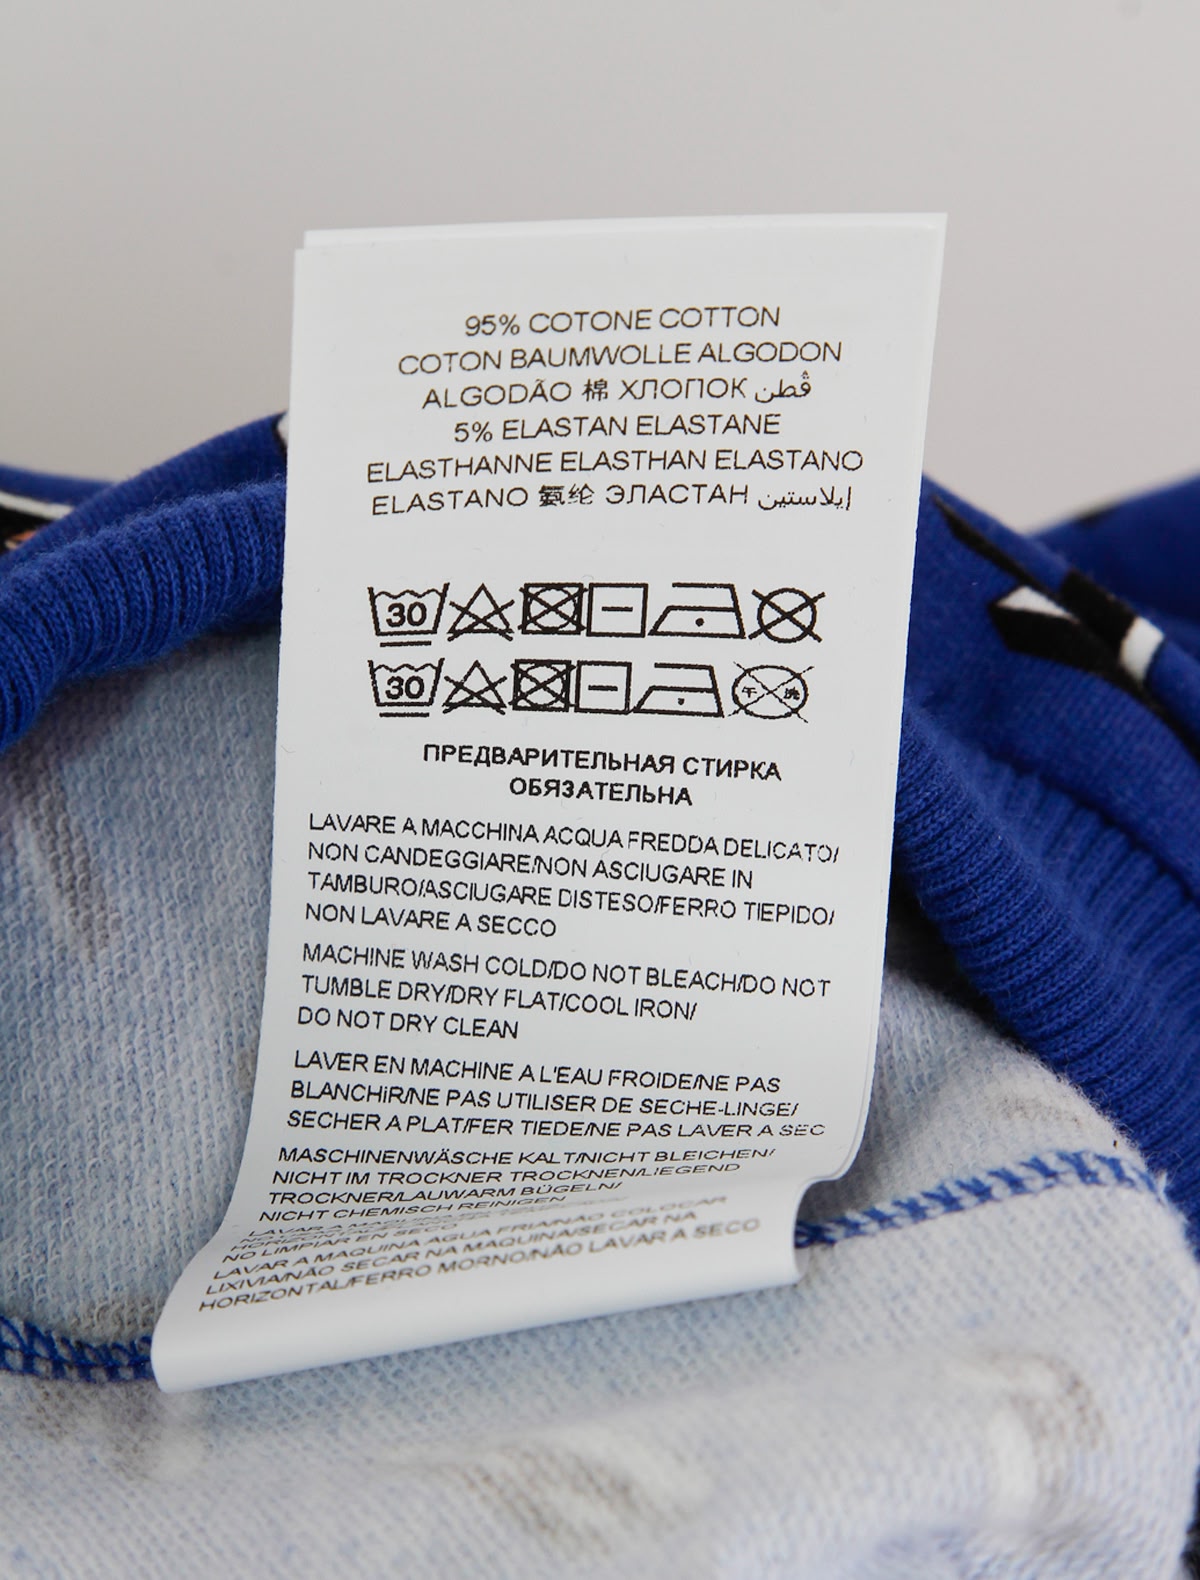 95% COTONE COTTON
COTON BAUMWOLLE ALGODON
ALGODÃO 棉 ХЛОПОК قطن
5% ELASTAN ELASTANE
ELASTHANNE ELASTHAN ELASTANO
ELASTANO 氨纶 ЭЛАСТАН إيلاستين
30
30
ПРЕДВАРИТЕЛЬНАЯ СТИРКА
ОБЯЗАТЕЛЬНА
LAVARE A MACCHINA ACQUA FREDDA DELICATO/
NON CANDEGGIARE/NON ASCIUGARE IN
TAMBURO/ASCIUGARE DISTESO/FERRO TIEPIDO/
NON LAVARE A SECCO
MACHINE WASH COLD/DO NOT BLEACH/DO NOT
TUMBLE DRY/DRY FLAT/COOL IRON/
DO NOT DRY CLEAN
LAVER EN MACHINE A L'EAU FROIDE/NE PAS
BLANCHiR/NE PAS UTILISER DE SECHE-LINGE/
SECHER A PLAT/FER TIEDE/NE PAS LAVER A SEC
MASCHINENWÄSCHE KALT/NICHT BLEICHEN/
NICHT IM TROCKNER TROCKNEN/LIEGEND
TROCKNER/LAUWARM BÜGELN/
NICHT CHEMISCH REINIGEN
LAVAR A
NO LIMPIAR EN SECO
LAVAR A MAQUINA AGUA FRIA/NÃO COLOCAR
LIXIVIA/NÃO SECAR NA MAQUINA/SECAR NA
HORIZONTAL/FERRO MORNO/NÃO LAVAR A SECO